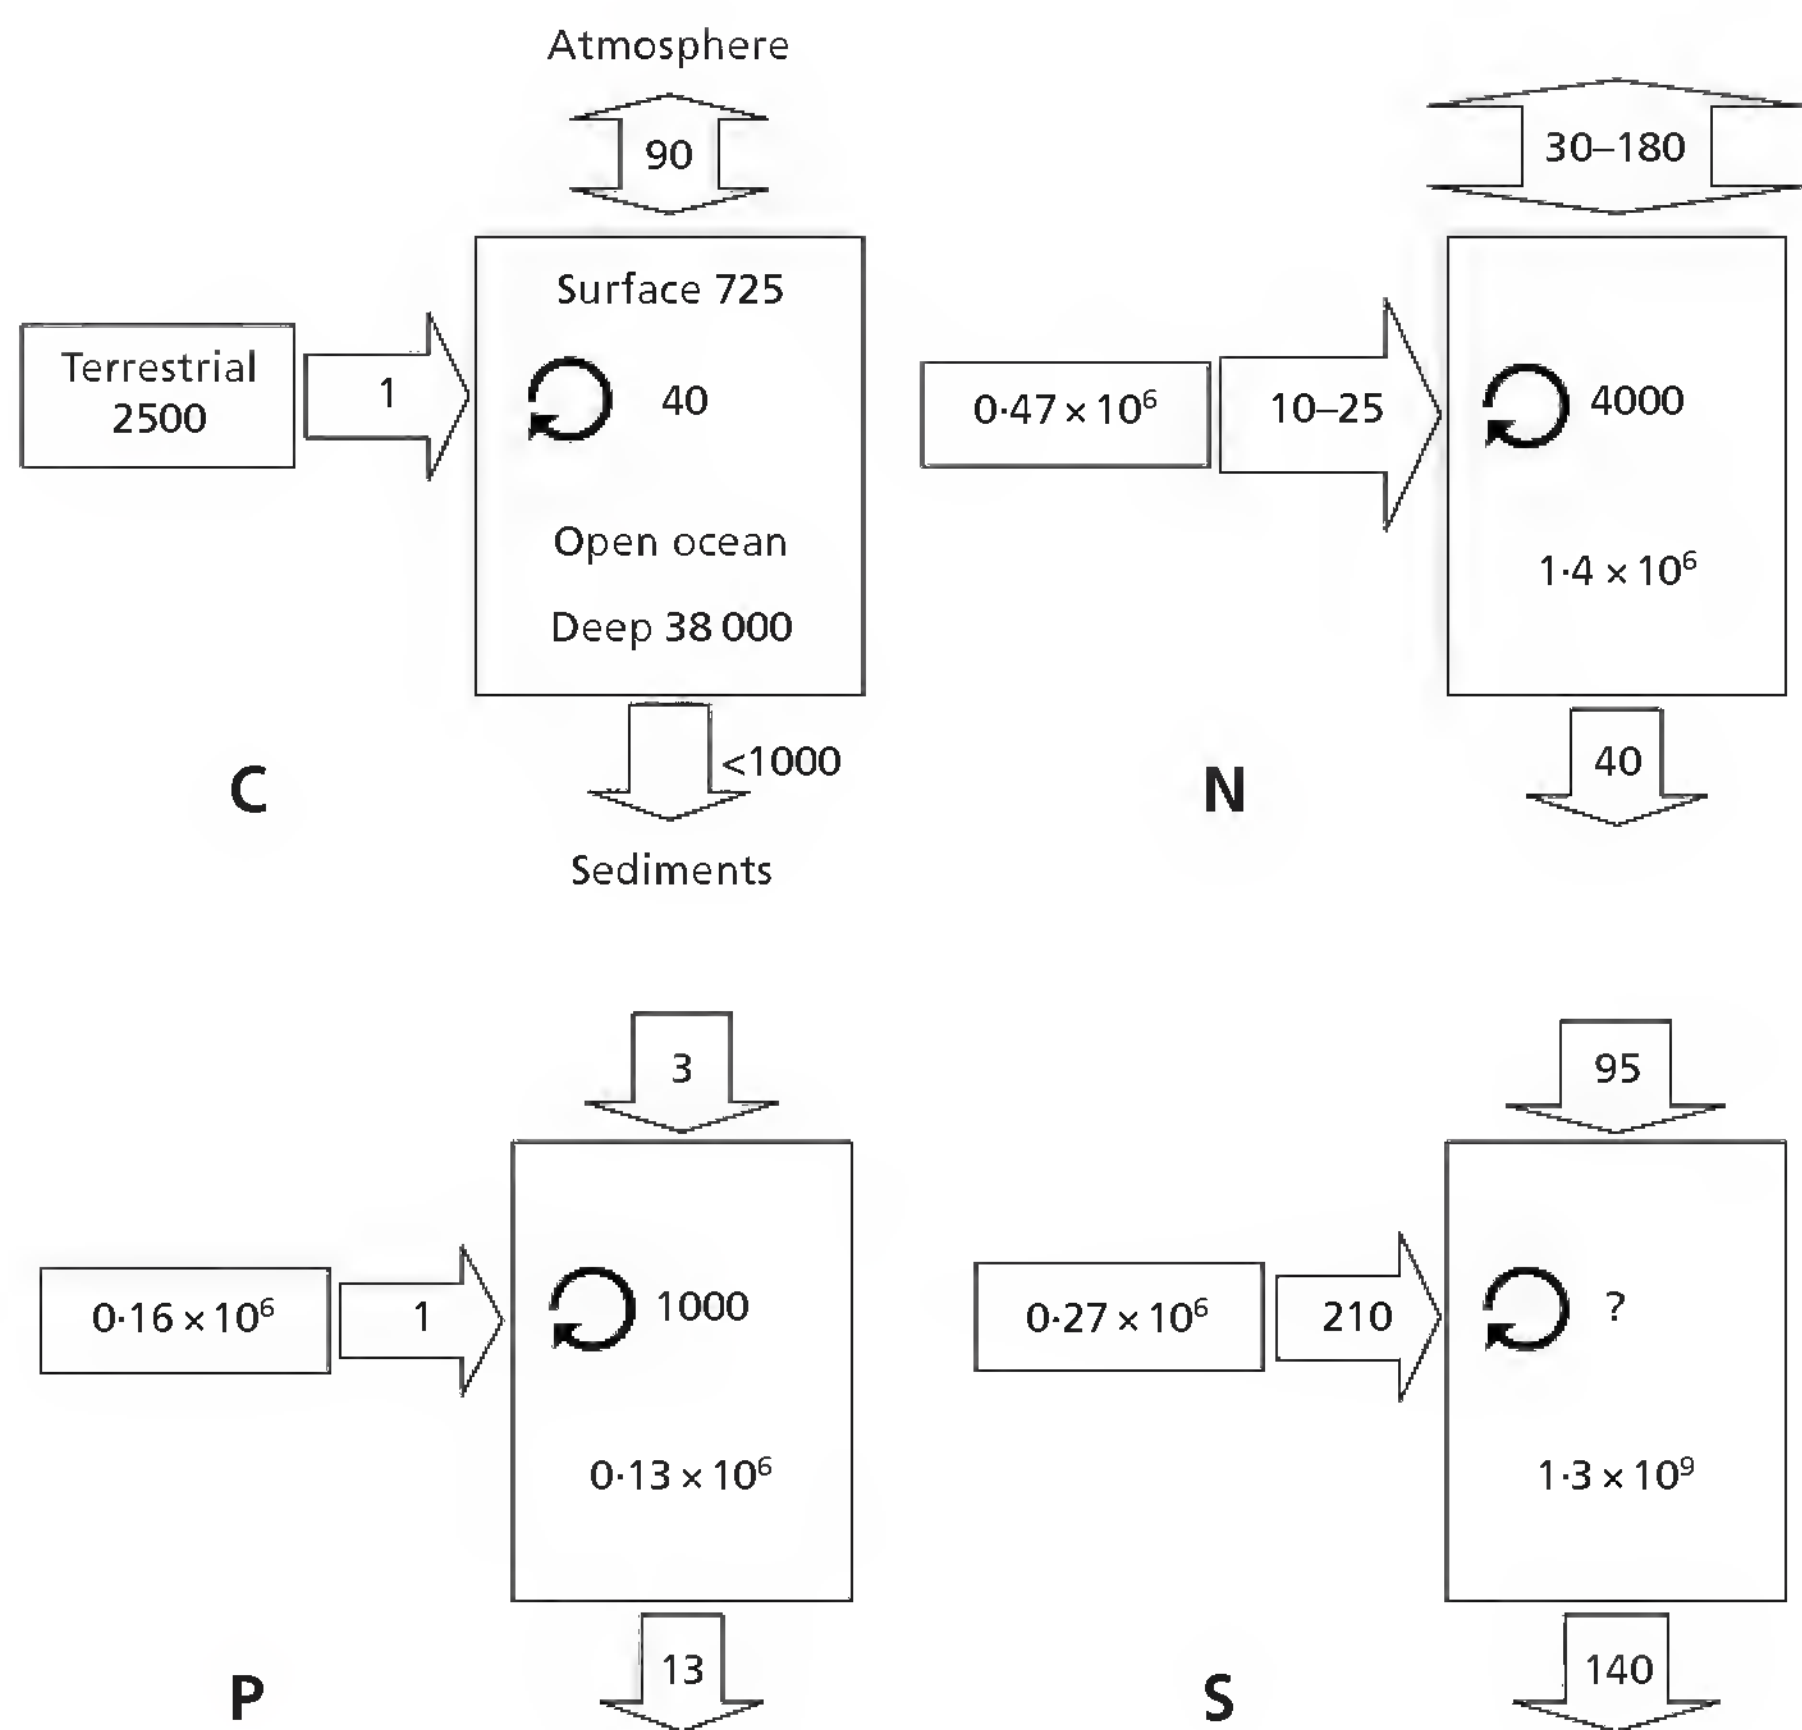 Atmosphere
90
Surface 725
Terrestrial
2500
1
40
Open ocean
Deep 38 000
<1000
C
Sediments
30–180
0·47 × 10⁶
10–25
4000
1·4 × 10⁶
40
N
3
0·16 × 10⁶
1
1000
0·13 × 10⁶
13
P
95
0·27 × 10⁶
210
?
1·3 × 10⁹
140
S